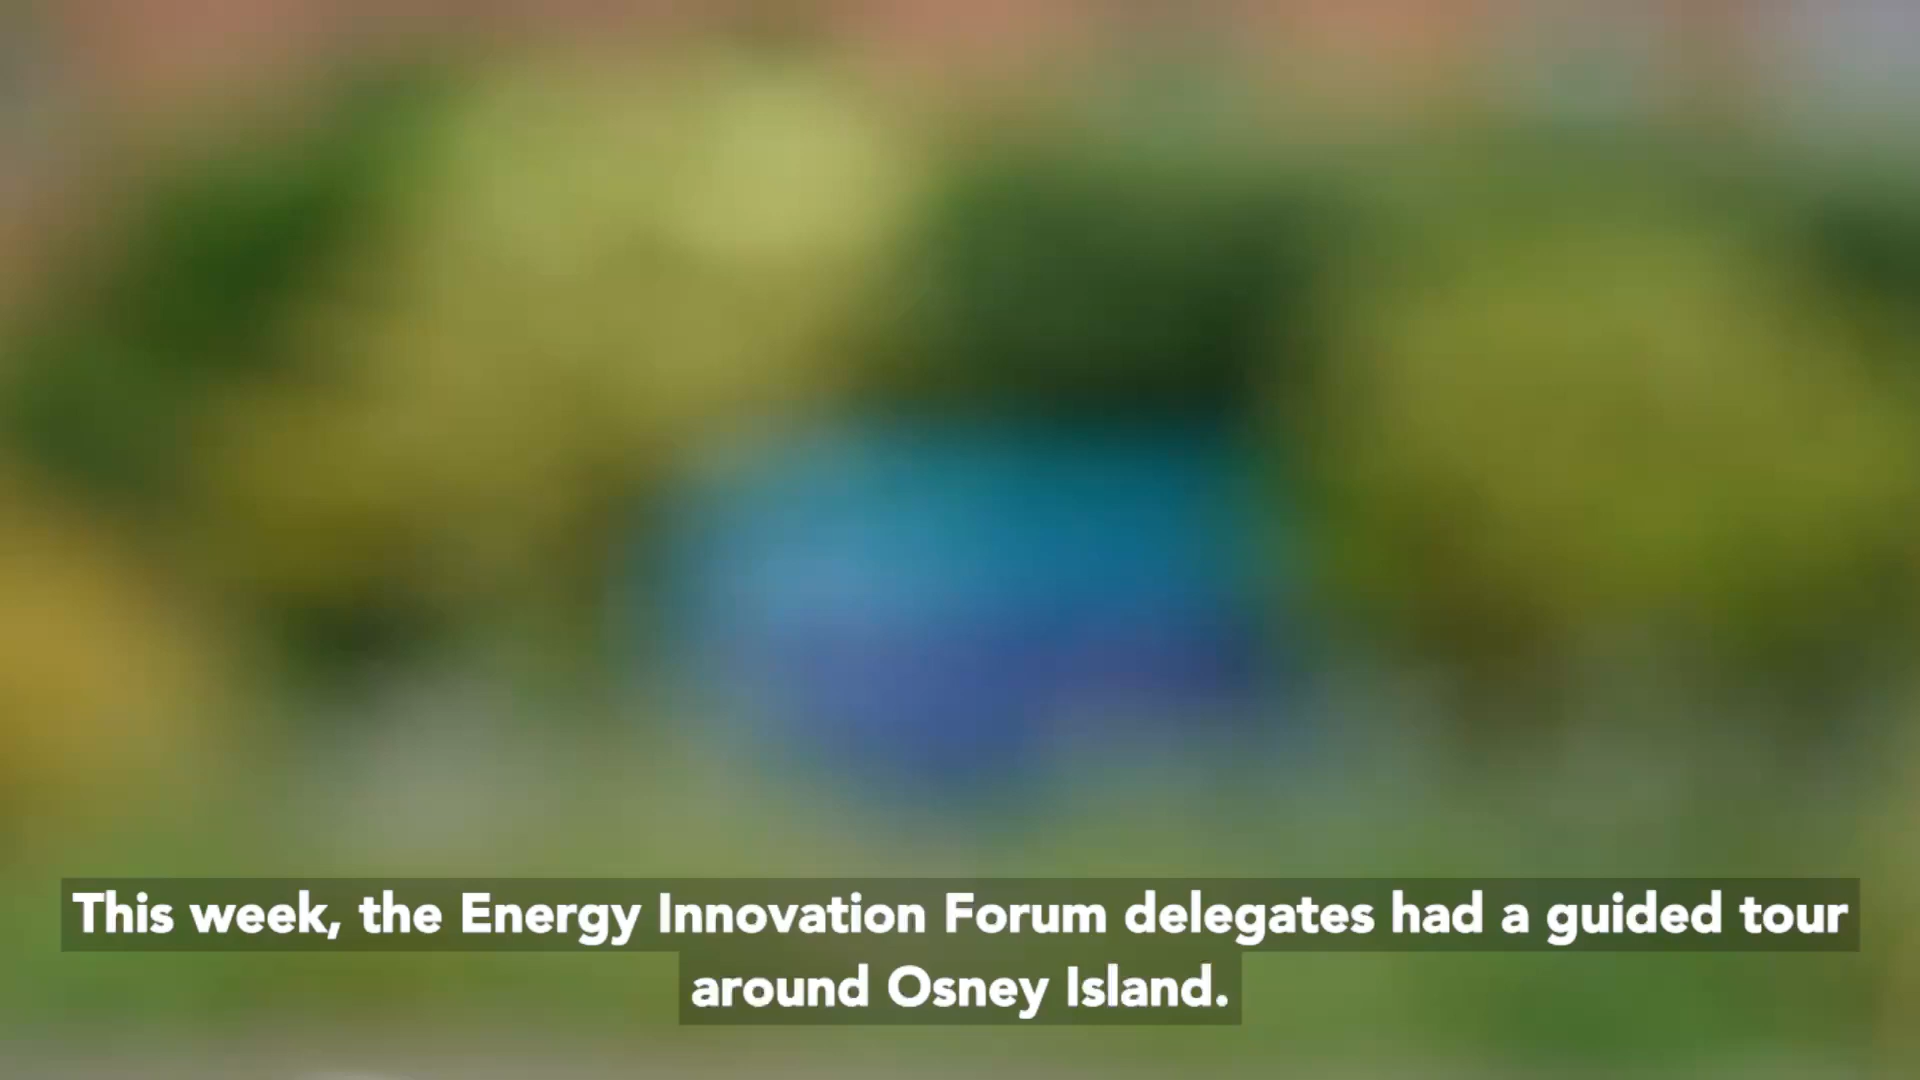 This week, the Energy Innovation Forum delegates had a guided tour
around Osney Island.